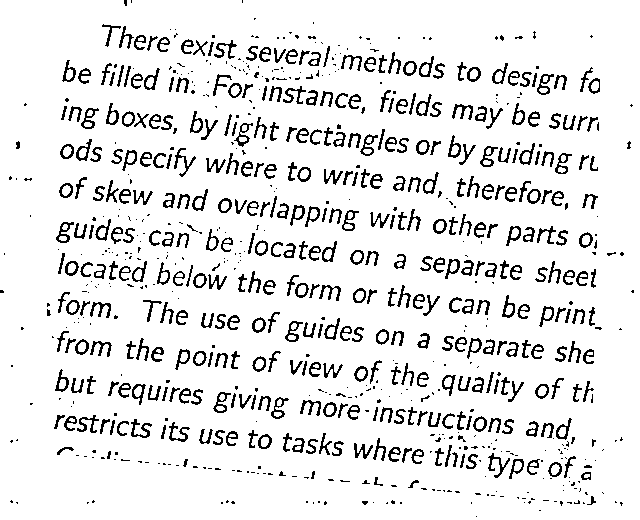 There exist several methods to design fo
be filled in. For instance, fields may be surr
ing boxes, by light rectangles or by guiding ru
ods specify where to write and, therefore, m
of skew and overlapping with other parts o
guides can be located on a separate sheet
located below the form or they can be print
form. The use of guides on a separate she
from the point of view of the quality of th
but requires giving more instructions and,
restricts its use to tasks where this type of a